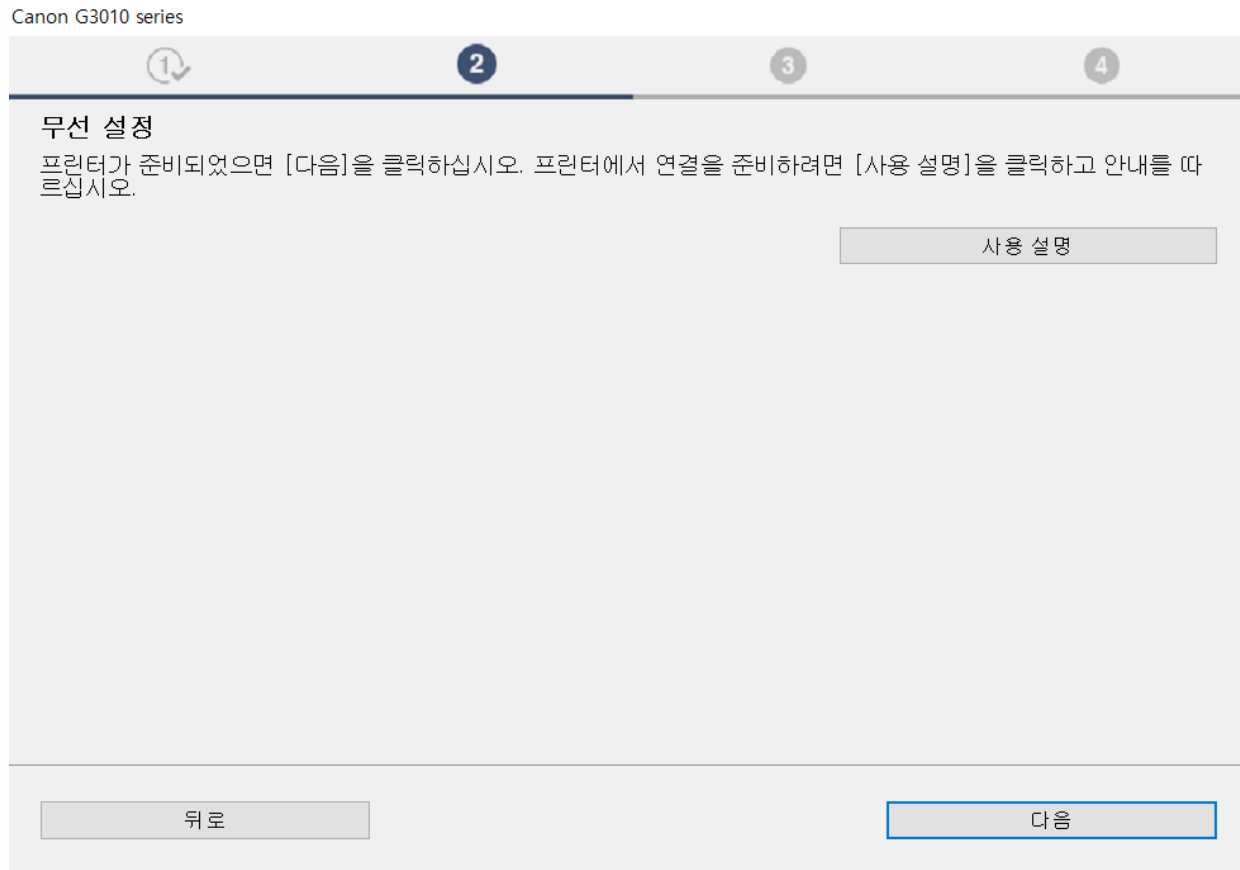 Canon G3010 series
1
2
3
4
무선 설정
프린터가 준비되었으면 [다음]을 클릭하십시오. 프린터에서 연결을 준비하려면 [사용 설명]을 클릭하고 안내를 따
르십시오.
사용 설명
뒤로
다음